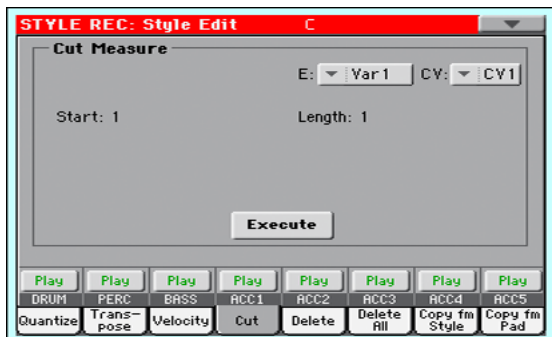 STYLE REC: Style Edit C
Cut Measure
E: Var1 CV: CV1
Start: 1 Length: 1
Execute
Play Play Play Play Play Play Play Play
DRUM PERC BASS ACC1 ACC2 ACC3 ACC4 ACC5
Quantize Trans-pose Velocity Cut Delete Delete All Copy fm Style Copy fm Pad